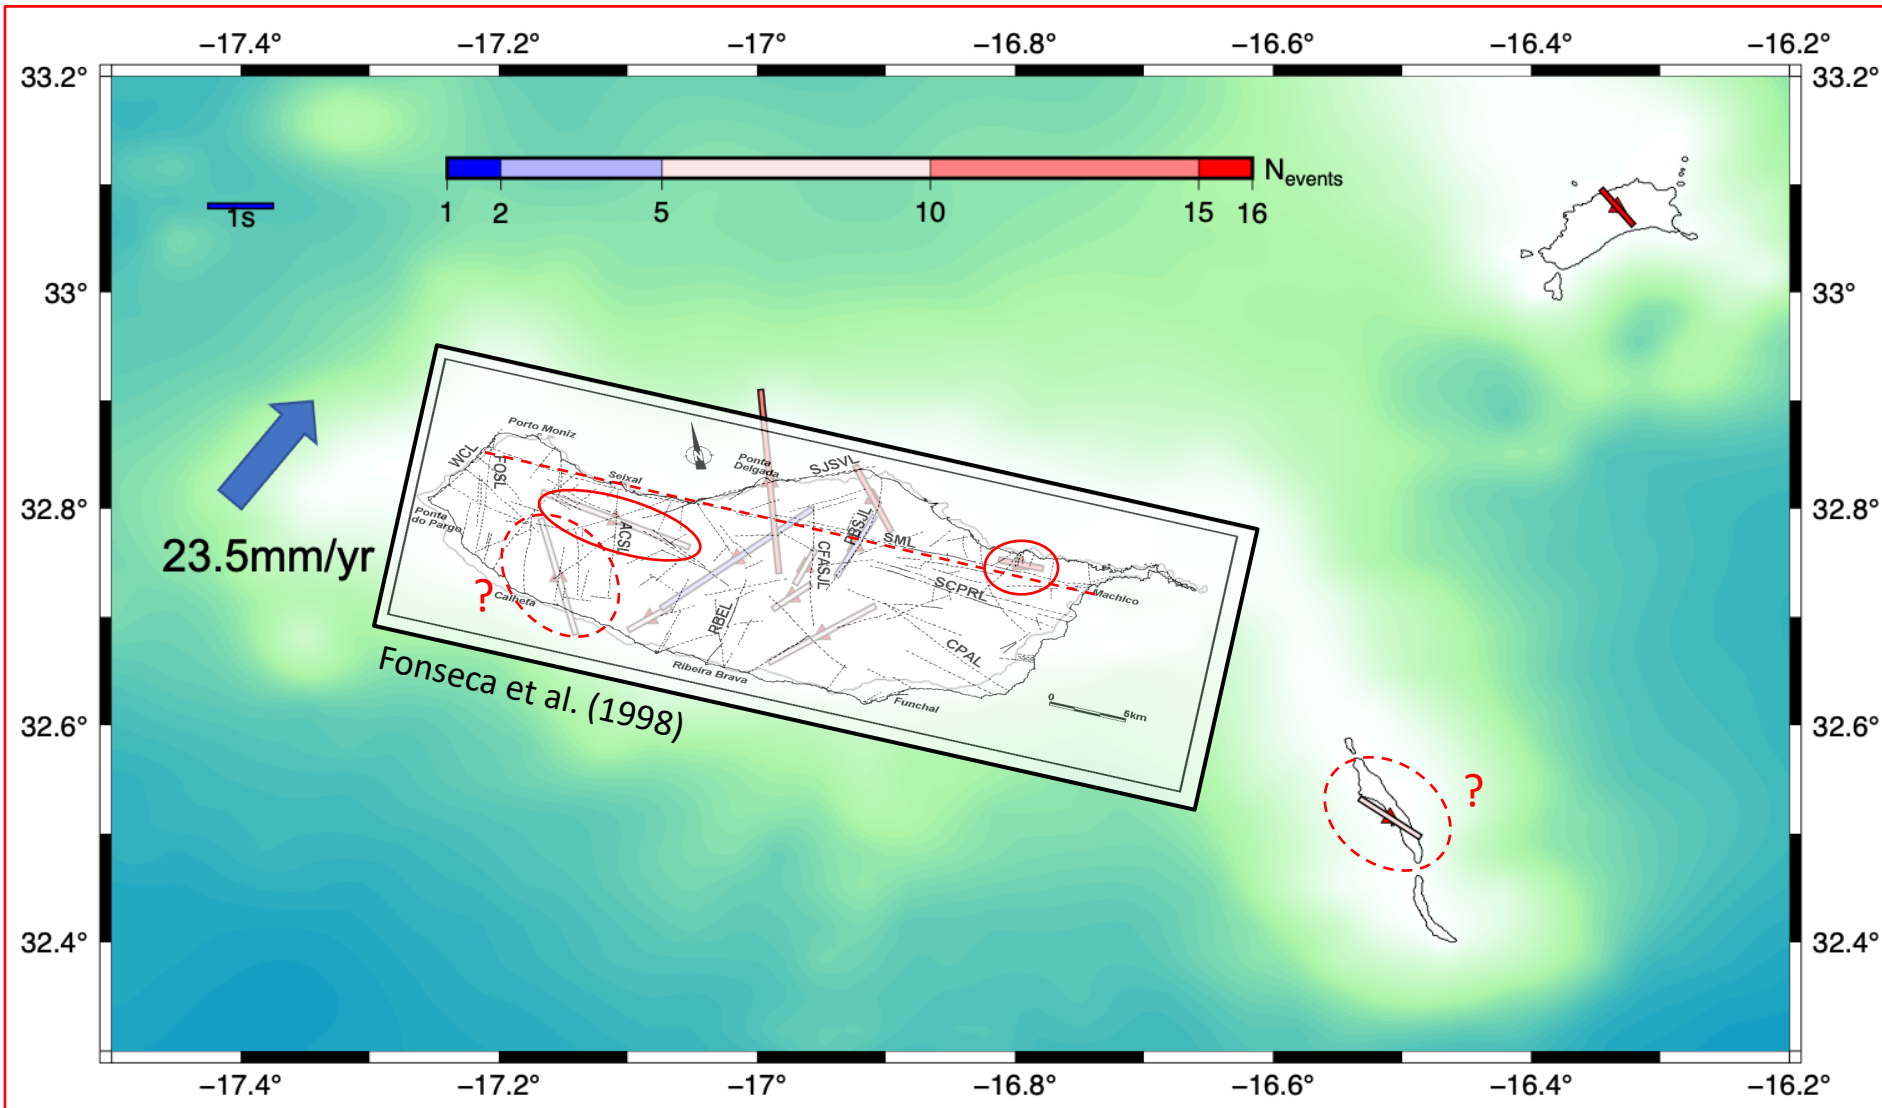 −17.4° −17.2° −17° −16.8° −16.6° −16.4° −16.2°
33.2° 33.2°
1s
N events
1 2 5 10 15 16
33° 33°
Porto Moniz
WCL
FOSL
Seixal
Ponta
Delgada
SJSVL
32.8° 32.8°
Ponta
do Pargo
ACSL
CFASJL
SML
SCPRL
Machico
23.5mm/yr
?
Calheta
RBEL
CPAL
Ribeira Brava
Funchal
0
5km
Fonseca et al. (1998)
32.6° 32.6°
?
32.4° 32.4°
−17.4° −17.2° −17° −16.8° −16.6° −16.4° −16.2°